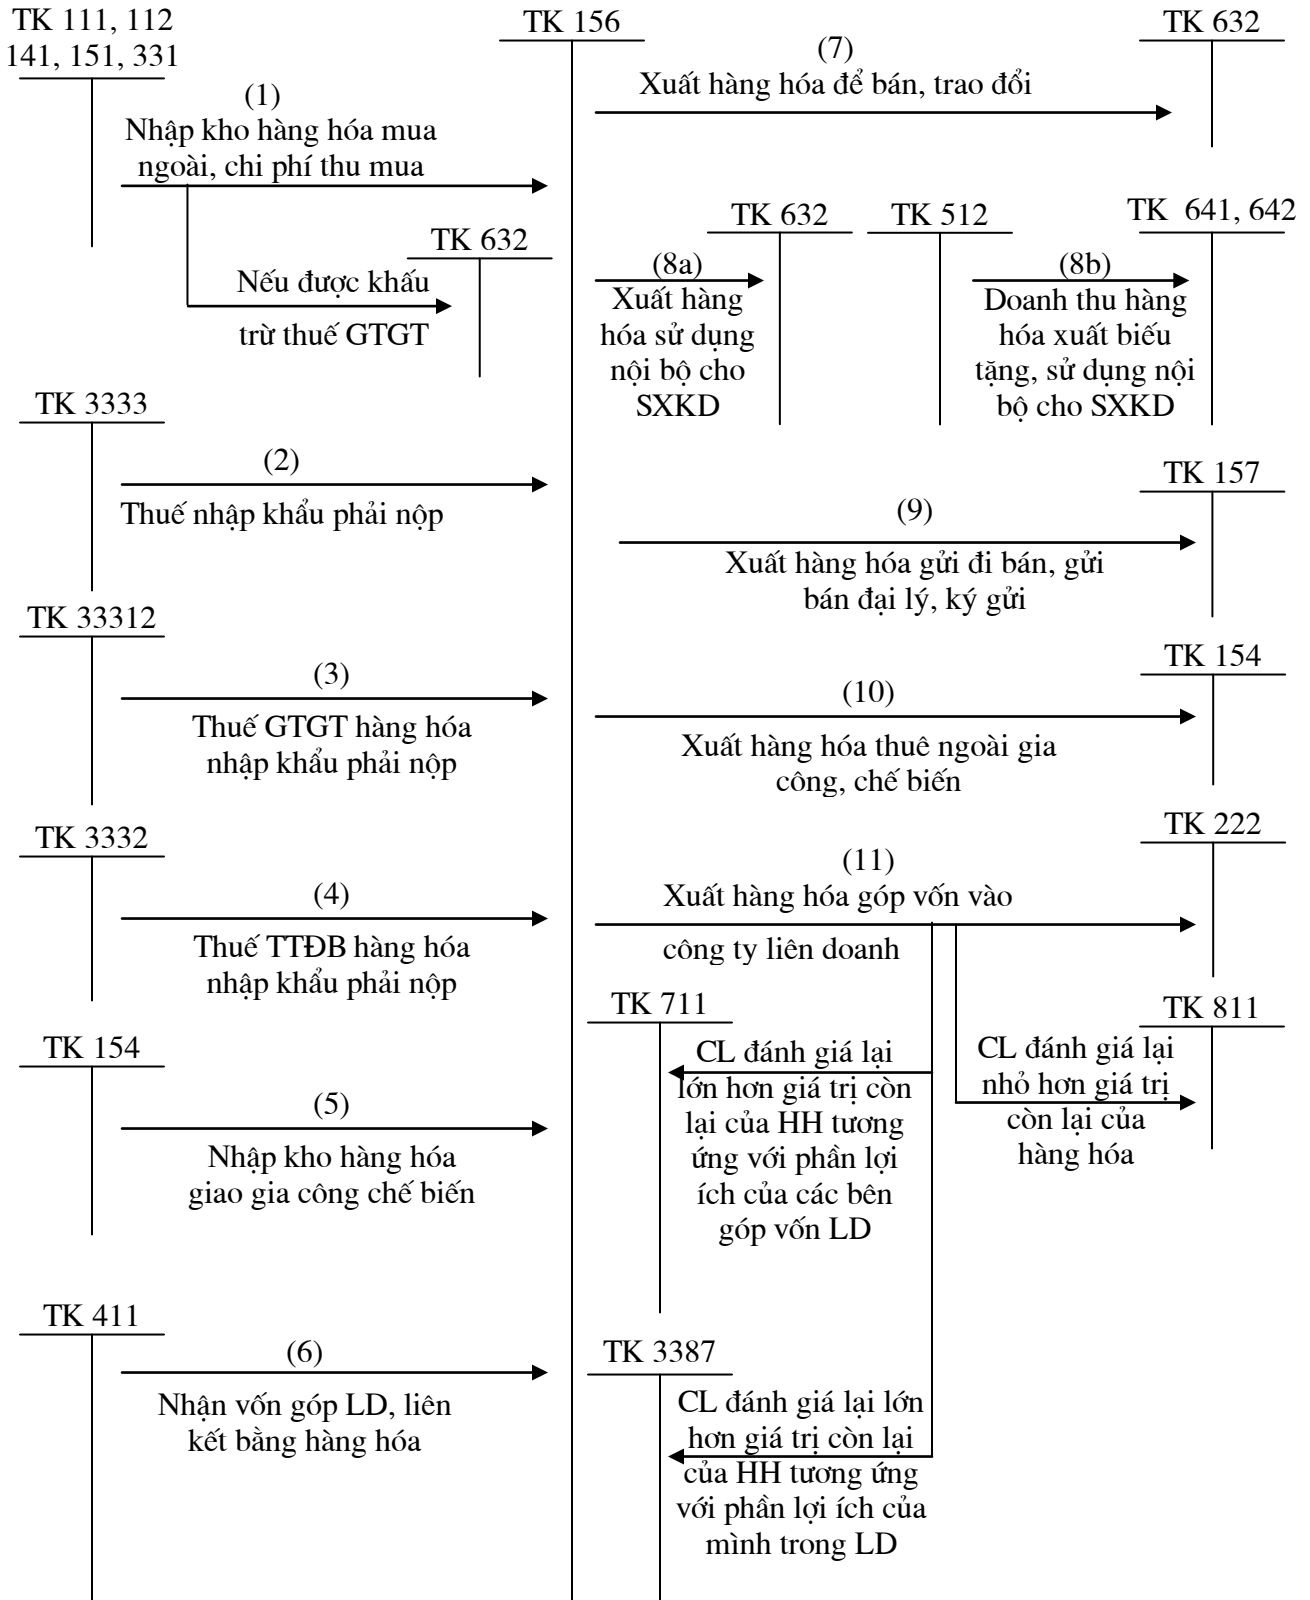 TK 111, 112
141, 151, 331
(1)
Nhập kho hàng hóa mua
ngoài, chi phí thu mua
TK 632
Nếu được khấu
trừ thuế GTGT
TK 3333
(2)
Thuế nhập khẩu phải nộp
TK 33312
(3)
Thuế GTGT hàng hóa
nhập khẩu phải nộp
TK 3332
(4)
Thuế TTĐB hàng hóa
nhập khẩu phải nộp
TK 154
(5)
Nhập kho hàng hóa
giao gia công chế biến
TK 411
(6)
Nhận vốn góp LD, liên
kết bằng hàng hóa
TK 156
(7)
Xuất hàng hóa để bán, trao đổi
TK 632
TK 632
(8a)
Xuất hàng
hóa sử dụng
nội bộ cho
SXKD
TK 512
TK 641, 642
(8b)
Doanh thu hàng
hóa xuất biếu
tặng, sử dụng nội
bộ cho SXKD
TK 157
(9)
Xuất hàng hóa gửi đi bán, gửi
bán đại lý, ký gửi
TK 154
(10)
Xuất hàng hóa thuê ngoài gia
công, chế biến
TK 222
(11)
Xuất hàng hóa góp vốn vào
công ty liên doanh
TK 711
CL đánh giá lại
lớn hơn giá trị còn
lại của HH tương
ứng với phần lợi
ích của các bên
góp vốn LD
TK 811
CL đánh giá lại
nhỏ hơn giá trị
còn lại của
hàng hóa
TK 3387
CL đánh giá lại lớn
hơn giá trị còn lại
của HH tương ứng
với phần lợi ích của
mình trong LD